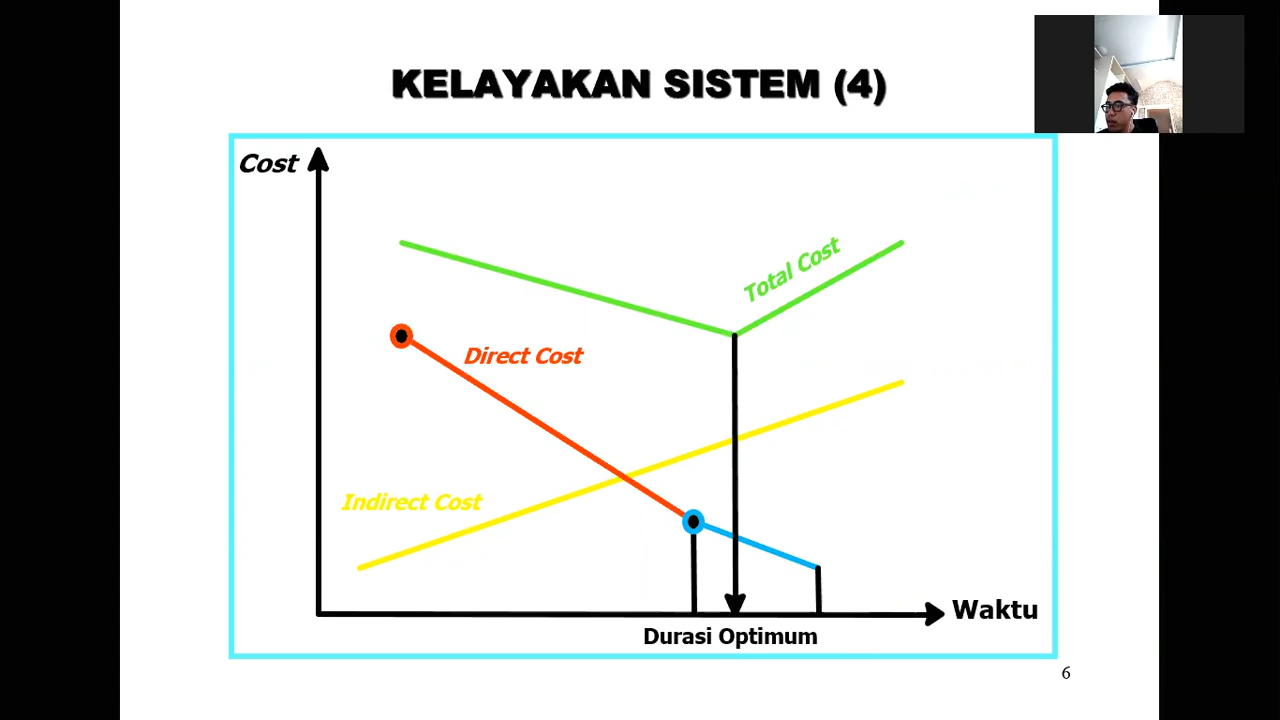 KELAYAKAN SISTEM (4)
Cost
Total Cost
Direct Cost
Indirect Cost
Waktu
Durasi Optimum
6